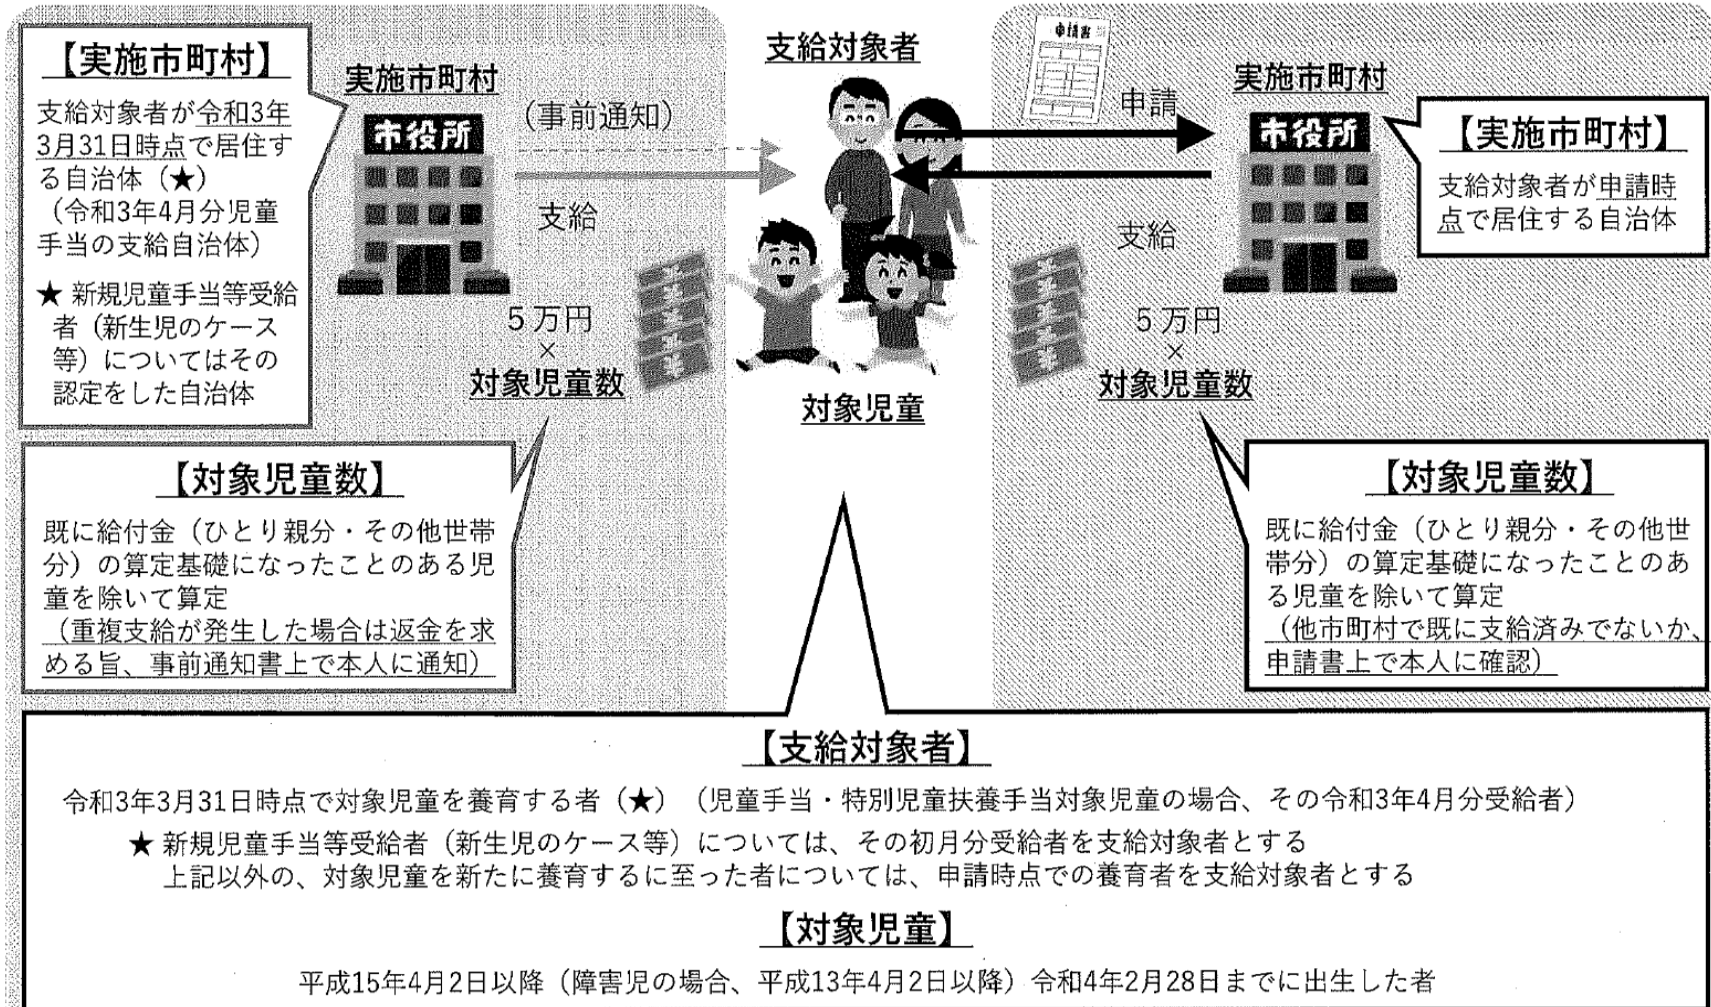 【実施市町村】
支給対象者が令和3年
3月31日時点で居住す
る自治体（★）
（令和3年4月分児童
手当の支給自治体）
★ 新規児童手当等受給
者（新生児のケース
等）についてはその
認定をした自治体
実施市町村
市役所
（事前通知）
支給
５万円
×
対象児童数
支給対象者
対象児童
申請書
申請
支給
５万円
×
対象児童数
実施市町村
市役所
【実施市町村】
支給対象者が申請時
点で居住する自治体
【対象児童数】
既に給付金（ひとり親分・その他世帯
分）の算定基礎になったことのある児
童を除いて算定
（重複支給が発生した場合は返金を求
める旨、事前通知書上で本人に通知）
【対象児童数】
既に給付金（ひとり親分・その他世
帯分）の算定基礎になったことのあ
る児童を除いて算定
（他市町村で既に支給済みでないか、
申請書上で本人に確認）
【支給対象者】
令和3年3月31日時点で対象児童を養育する者（★）（児童手当・特別児童扶養手当対象児童の場合、その令和3年4月分受給者）
★ 新規児童手当等受給者（新生児のケース等）については、その初月分受給者を支給対象者とする
上記以外の、対象児童を新たに養育するに至った者については、申請時点での養育者を支給対象者とする
【対象児童】
平成15年4月2日以降（障害児の場合、平成13年4月2日以降）令和4年2月28日までに出生した者